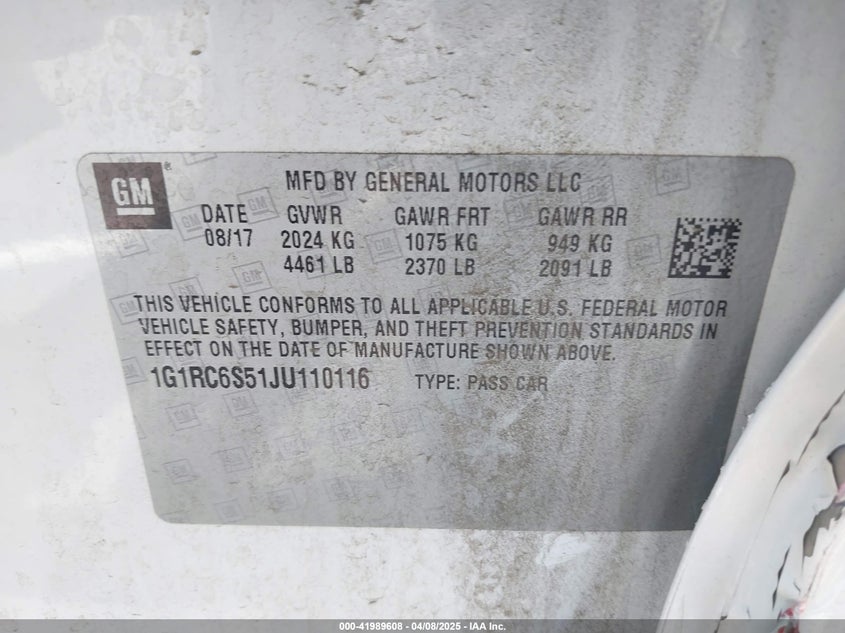 GM®
MFD BY GENERAL MOTORS LLC
DATE GVWR GAWR FRT GAWR RR
08/17 2024 KG 1075 KG 949 KG
4461 LB 2370 LB 2091 LB
THIS VEHICLE CONFORMS TO ALL APPLICABLE U.S. FEDERAL MOTOR
VEHICLE SAFETY, BUMPER, AND THEFT PREVENTION STANDARDS IN
EFFECT ON THE DATE OF MANUFACTURE SHOWN ABOVE.
1G1RC6S51JU110116 TYPE: PASS CAR
000-41989608 - 04/08/2025 - IAA Inc.